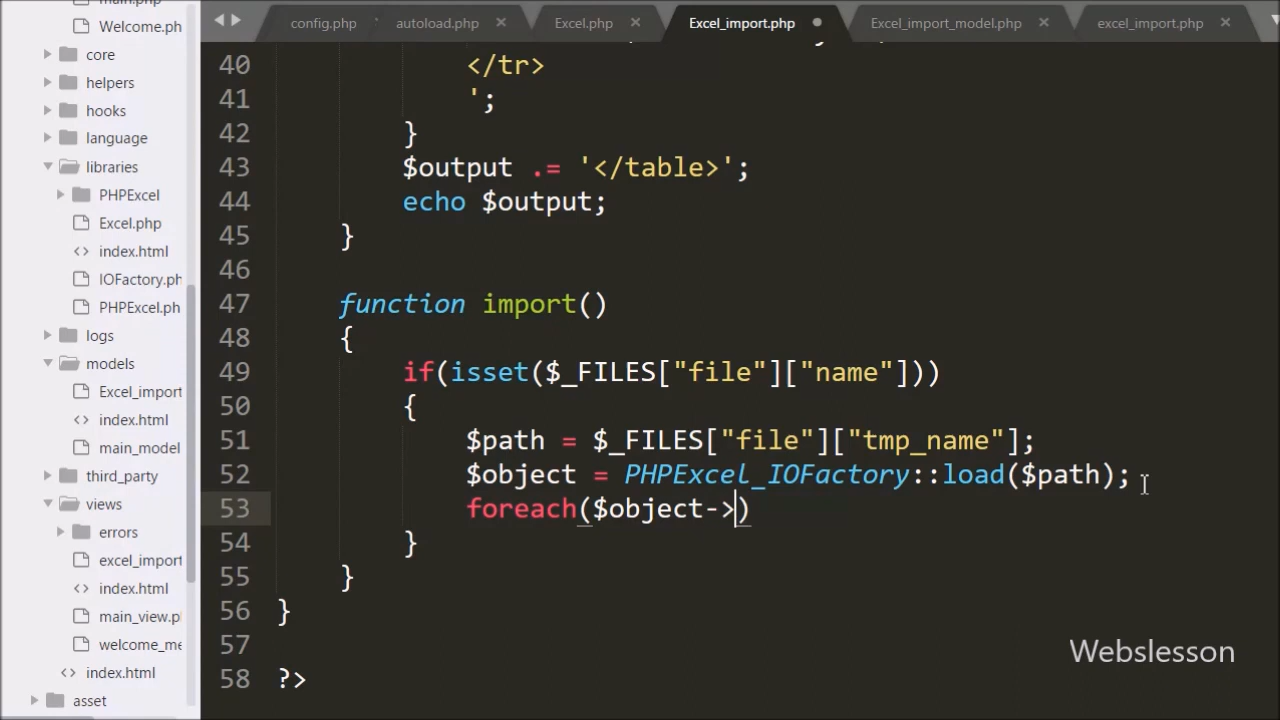 config.php
autoload.php
Excel.php
Excel_import.php
Excel_import_model.php
excel_import.php
Welcome.ph
core
helpers
hooks
language
libraries
PHPExcel
Excel.php
index.html
IOFactory.ph
PHPExcel.ph
logs
models
Excel_import
index.html
main_model
third_party
views
errors
excel_import
index.html
main_view.p
welcome_me
index.html
asset
40 </tr>
41 ';
42 }
43 $output .= '</table>';
44 echo $output;
45 }
46
47 function import()
48 {
49 if(isset($_FILES["file"]["name"]))
50 {
51 $path = $_FILES["file"]["tmp_name"];
52 $object = PHPExcel_IOFactory::load($path);
53 foreach($object->)
54 }
55 }
56 }
57
58 ?>
Webslesson